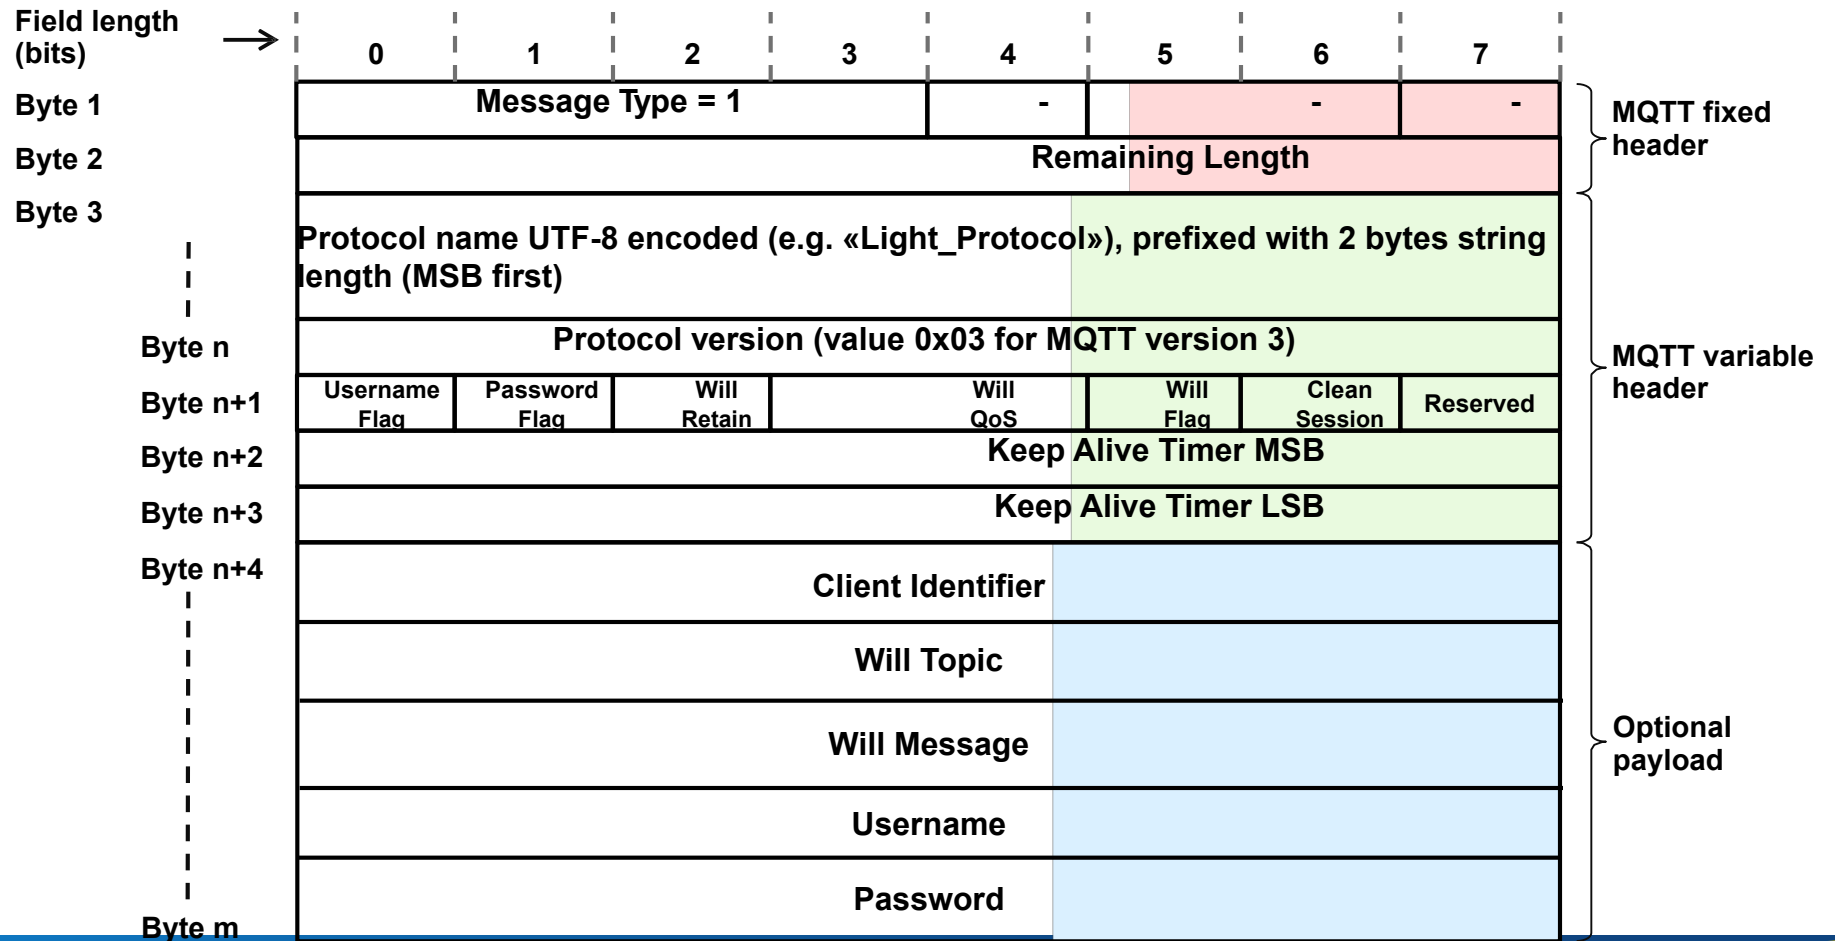 Field length
(bits)
0 1 2 3 4 5 6 7
Byte 1
Message Type = 1 - - -
MQTT fixed
header
Byte 2
Remaining Length
Byte 3
Protocol name UTF-8 encoded (e.g. «Light_Protocol»), prefixed with 2 bytes string
length (MSB first)
Byte n
Protocol version (value 0x03 for MQTT version 3)
MQTT variable
header
Byte n+1
Username
Flag
Password
Flag
Will
Retain
Will
QoS
Will
Flag
Clean
Session
Reserved
Byte n+2
Keep Alive Timer MSB
Byte n+3
Keep Alive Timer LSB
Byte n+4
Client Identifier
Will Topic
Will Message
Optional
payload
Username
Password
Byte m